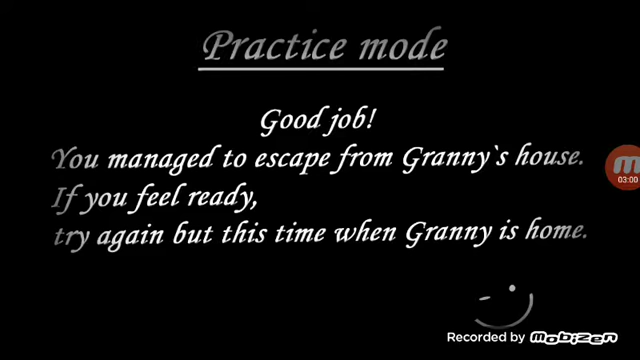 Practice mode
Good job!
You managed to escape from Granny`s house.
If you feel ready,
try again but this time when Granny is home.
03:00
Recorded by mobizen